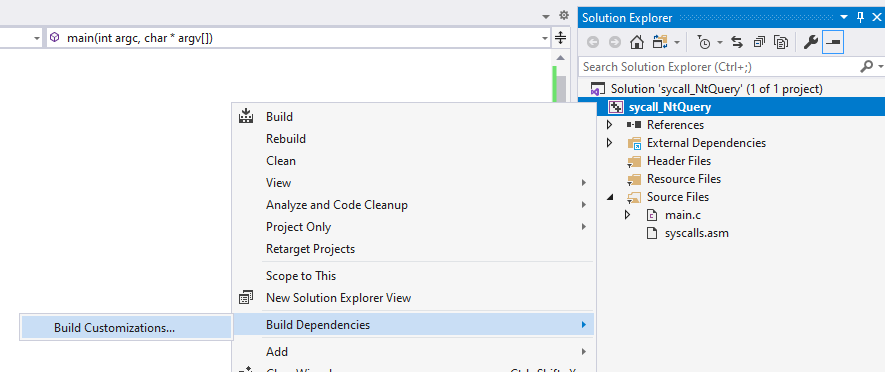 Solution Explorer
main(int argc, char * argv[])
Search Solution Explorer (Ctrl+;)
Solution 'sycall_NtQuery' (1 of 1 project)
sycall_NtQuery
References
External Dependencies
Header Files
Resource Files
Source Files
main.c
syscalls.asm
Build
Rebuild
Clean
View
Analyze and Code Cleanup
Project Only
Retarget Projects
Scope to This
New Solution Explorer View
Build Dependencies
Build Customizations...
Add